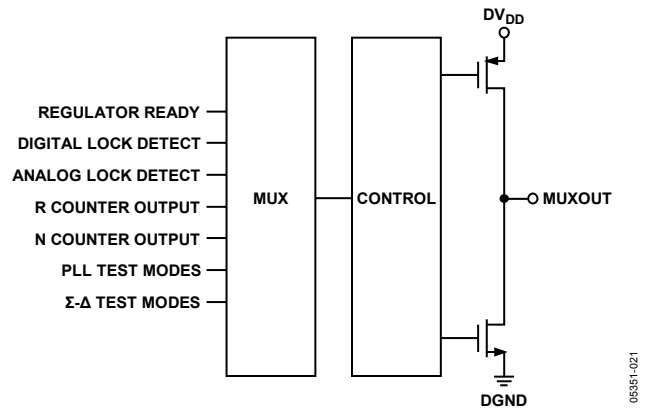 DVDD
REGULATOR READY
DIGITAL LOCK DETECT
ANALOG LOCK DETECT
R COUNTER OUTPUT
N COUNTER OUTPUT
PLL TEST MODES
Σ-Δ TEST MODES
MUX
CONTROL
MUXOUT
DGND
05351-021